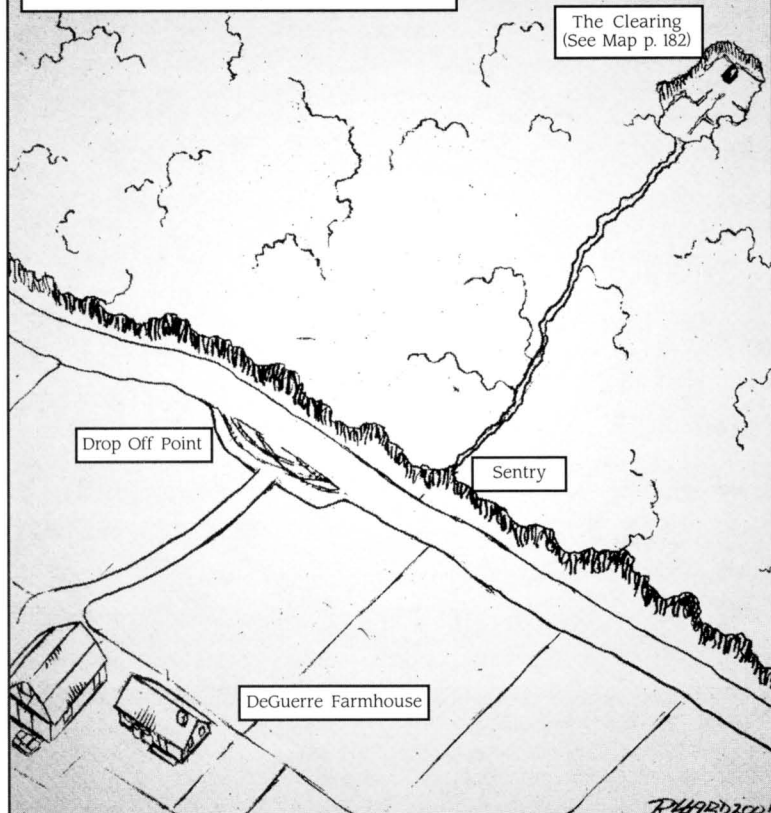 The Clearing
(See Map p. 182)
Drop Off Point
Sentry
DeGuerre Farmhouse